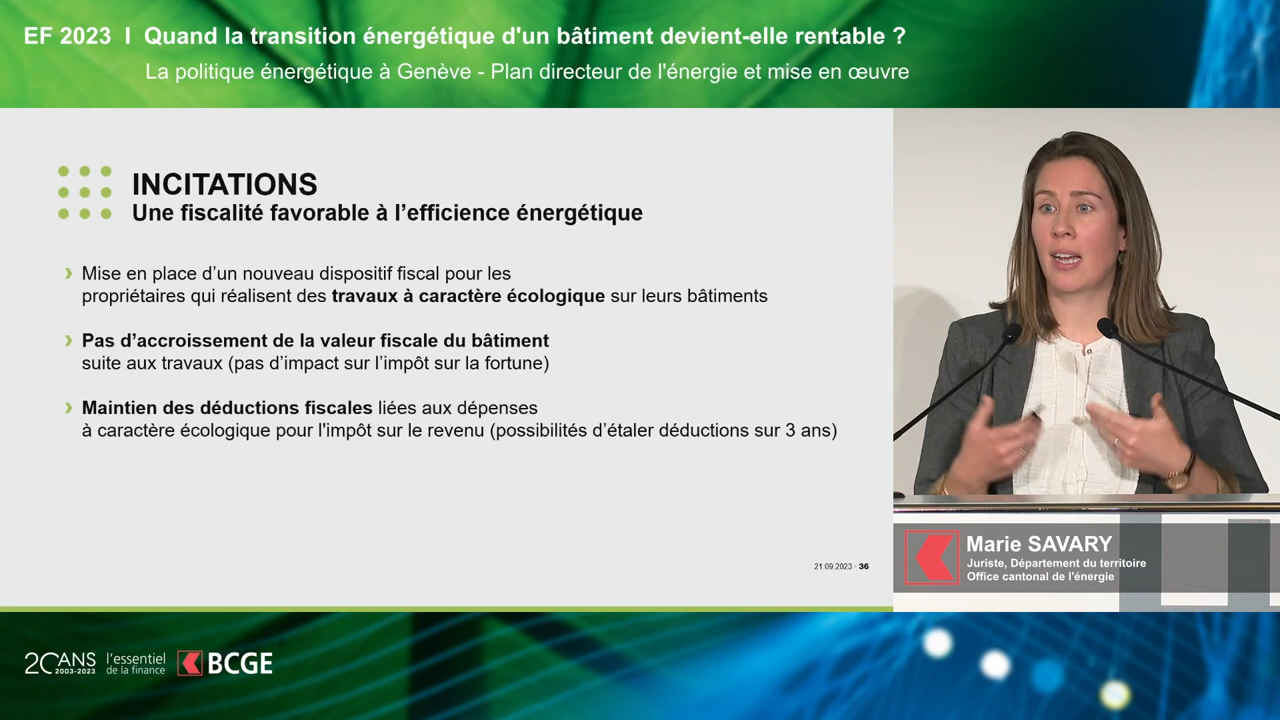 EF 2023 I Quand la transition énergétique d'un bâtiment devient-elle rentable ?
La politique énergétique à Genève - Plan directeur de l'énergie et mise en œuvre
INCITATIONS
Une fiscalité favorable à l’efficience énergétique
› Mise en place d’un nouveau dispositif fiscal pour les
propriétaires qui réalisent des travaux à caractère écologique sur leurs bâtiments
› Pas d’accroissement de la valeur fiscale du bâtiment
suite aux travaux (pas d’impact sur l’impôt sur la fortune)
› Maintien des déductions fiscales liées aux dépenses
à caractère écologique pour l'impôt sur le revenu (possibilités d’étaler déductions sur 3 ans)
21.09.2023 - 36
Marie SAVARY
Juriste, Département du territoire
Office cantonal de l'énergie
20 ANS
2003-2023
l'essentiel
de la finance
BCGE